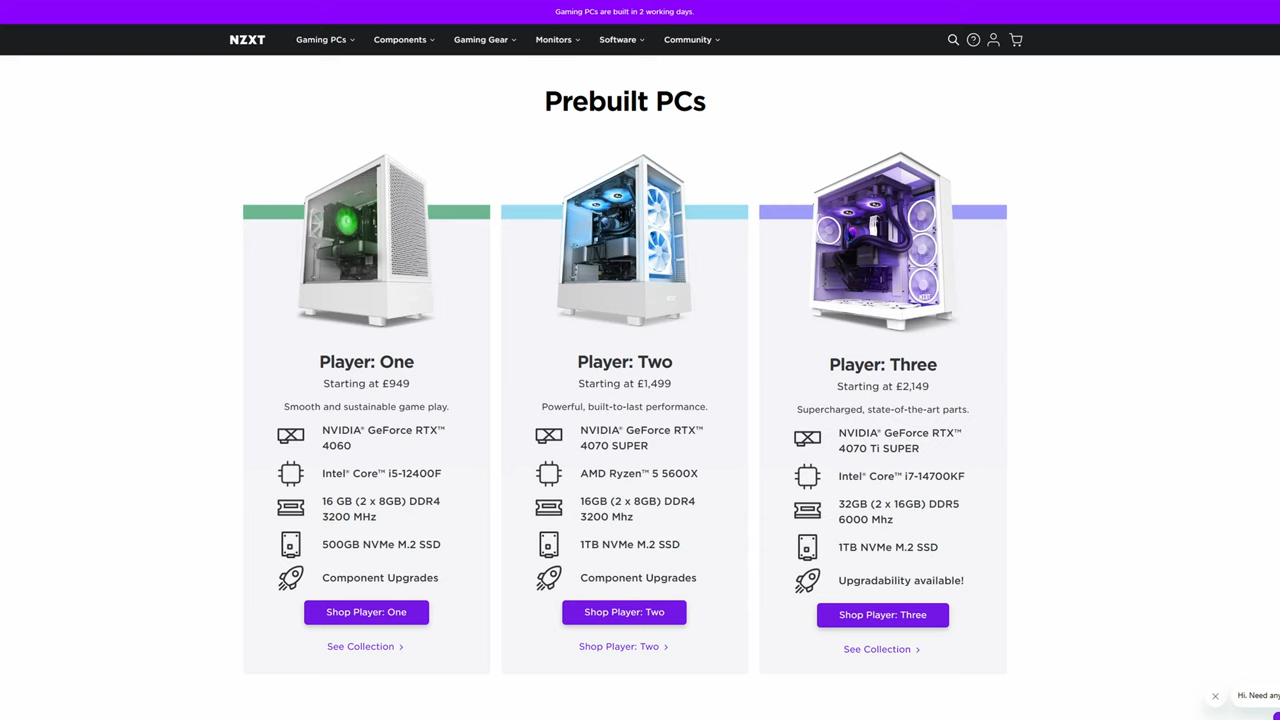 Gaming PCs are built in 2 working days.
NZXT
Gaming PCs
Components
Gaming Gear
Monitors
Software
Community
Prebuilt PCs
Player: One
Starting at £949
Smooth and sustainable game play.
NVIDIA® GeForce RTX™
4060
Intel® Core™ i5-12400F
16 GB (2 x 8GB) DDR4
3200 MHz
500GB NVMe M.2 SSD
Component Upgrades
Shop Player: One
See Collection
Player: Two
Starting at £1,499
Powerful, built-to-last performance.
NVIDIA® GeForce RTX™
4070 SUPER
AMD Ryzen™ 5 5600X
16GB (2 x 8GB) DDR4
3200 Mhz
1TB NVMe M.2 SSD
Component Upgrades
Shop Player: Two
Shop Player: Two
NZXT
Player: Three
Starting at £2,149
Supercharged, state-of-the-art parts.
NVIDIA® GeForce RTX™
4070 Ti SUPER
Intel® Core™ i7-14700KF
32GB (2 x 16GB) DDR5
6000 Mhz
1TB NVMe M.2 SSD
Upgradability available!
Shop Player: Three
See Collection
Hi. Need any